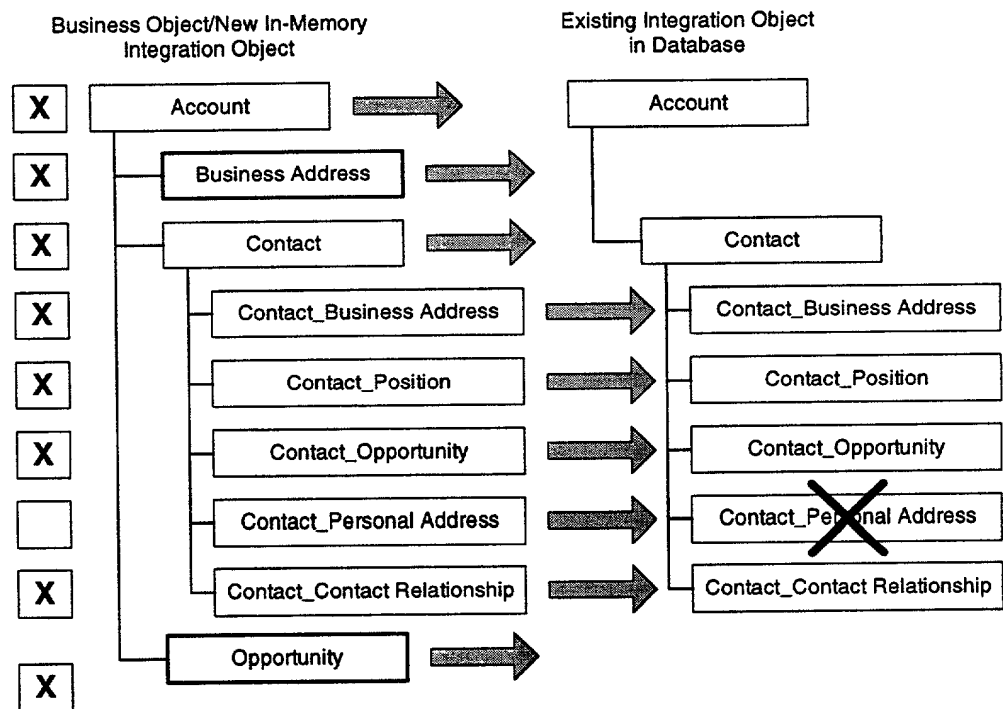 Business Object/New In-Memory
Integration Object
Existing Integration Object
in Database
X Account Account
X Business Address
X Contact Contact
X Contact_Business Address Contact_Business Address
X Contact_Position Contact_Position
X Contact_Opportunity Contact_Opportunity
Contact_Personal Address Contact_Personal Address
X Contact_Contact Relationship Contact_Contact Relationship
Opportunity
X